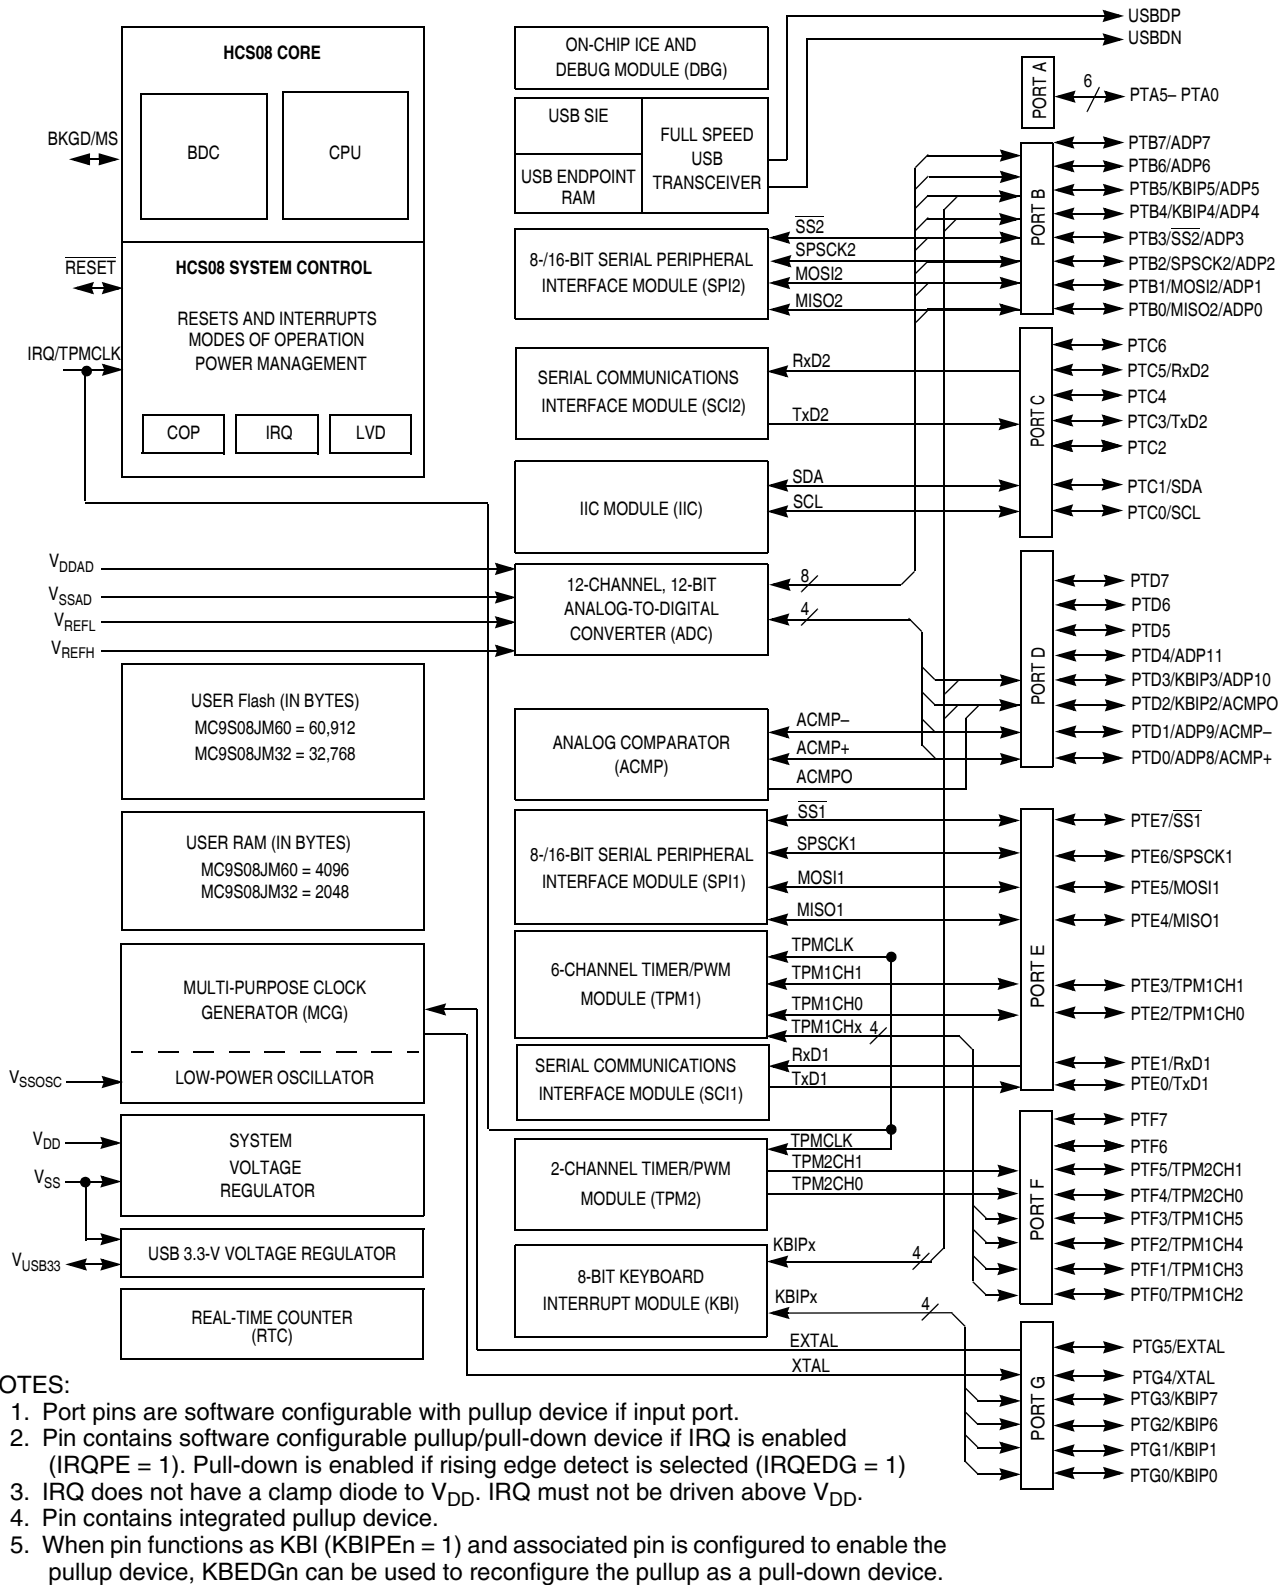 HCS08 CORE
BDC
CPU
BKGD/MS
RESET
HCS08 SYSTEM CONTROL
RESETS AND INTERRUPTS
MODES OF OPERATION
POWER MANAGEMENT
IRQ/TPMCLK
COP
IRQ
LVD
VDDAD
VSSAD
VREFL
VREFH
USER Flash (IN BYTES)
MC9S08JM60 = 60,912
MC9S08JM32 = 32,768
USER RAM (IN BYTES)
MC9S08JM60 = 4096
MC9S08JM32 = 2048
MULTI-PURPOSE CLOCK
GENERATOR (MCG)
LOW-POWER OSCILLATOR
VSSOSC
VDD
VSS
SYSTEM
VOLTAGE
REGULATOR
VUSB33
USB 3.3-V VOLTAGE REGULATOR
REAL-TIME COUNTER
(RTC)
ON-CHIP ICE AND
DEBUG MODULE (DBG)
USB SIE
USB ENDPOINT
RAM
FULL SPEED
USB
TRANSCEIVER
8-/16-BIT SERIAL PERIPHERAL
INTERFACE MODULE (SPI2)
SS2
SPSCK2
MOSI2
MISO2
SERIAL COMMUNICATIONS
INTERFACE MODULE (SCI2)
RxD2
TxD2
IIC MODULE (IIC)
SDA
SCL
12-CHANNEL, 12-BIT
ANALOG-TO-DIGITAL
CONVERTER (ADC)
8
4
ANALOG COMPARATOR
(ACMP)
ACMP–
ACMP+
ACMPO
8-/16-BIT SERIAL PERIPHERAL
INTERFACE MODULE (SPI1)
SS1
SPSCK1
MOSI1
MISO1
6-CHANNEL TIMER/PWM
MODULE (TPM1)
TPMCLK
TPM1CH1
TPM1CH0
TPM1CHx 4
SERIAL COMMUNICATIONS
INTERFACE MODULE (SCI1)
RxD1
TxD1
2-CHANNEL TIMER/PWM
MODULE (TPM2)
TPMCLK
TPM2CH1
TPM2CH0
8-BIT KEYBOARD
INTERRUPT MODULE (KBI)
KBIPx
4
KBIPx
4
EXTAL
XTAL
USBDP
USBDN
PORT A
6
PTA5– PTA0
PORT B
PTB7/ADP7
PTB6/ADP6
PTB5/KBIP5/ADP5
PTB4/KBIP4/ADP4
PTB3/SS2/ADP3
PTB2/SPSCK2/ADP2
PTB1/MOSI2/ADP1
PTB0/MISO2/ADP0
PORT C
PTC6
PTC5/RxD2
PTC4
PTC3/TxD2
PTC2
PTC1/SDA
PTC0/SCL
PORT D
PTD7
PTD6
PTD5
PTD4/ADP11
PTD3/KBIP3/ADP10
PTD2/KBIP2/ACMPO
PTD1/ADP9/ACMP–
PTD0/ADP8/ACMP+
PORT E
PTE7/SS1
PTE6/SPSCK1
PTE5/MOSI1
PTE4/MISO1
PTE3/TPM1CH1
PTE2/TPM1CH0
PTE1/RxD1
PTE0/TxD1
PORT F
PTF7
PTF6
PTF5/TPM2CH1
PTF4/TPM2CH0
PTF3/TPM1CH5
PTF2/TPM1CH4
PTF1/TPM1CH3
PTF0/TPM1CH2
PORT G
PTG5/EXTAL
PTG4/XTAL
PTG3/KBIP7
PTG2/KBIP6
PTG1/KBIP1
PTG0/KBIP0
OTES:
1. Port pins are software configurable with pullup device if input port.
2. Pin contains software configurable pullup/pull-down device if IRQ is enabled
(IRQPE = 1). Pull-down is enabled if rising edge detect is selected (IRQEDG = 1)
3. IRQ does not have a clamp diode to VDD. IRQ must not be driven above VDD.
4. Pin contains integrated pullup device.
5. When pin functions as KBI (KBIPEn = 1) and associated pin is configured to enable the
pullup device, KBEDGn can be used to reconfigure the pullup as a pull-down device.